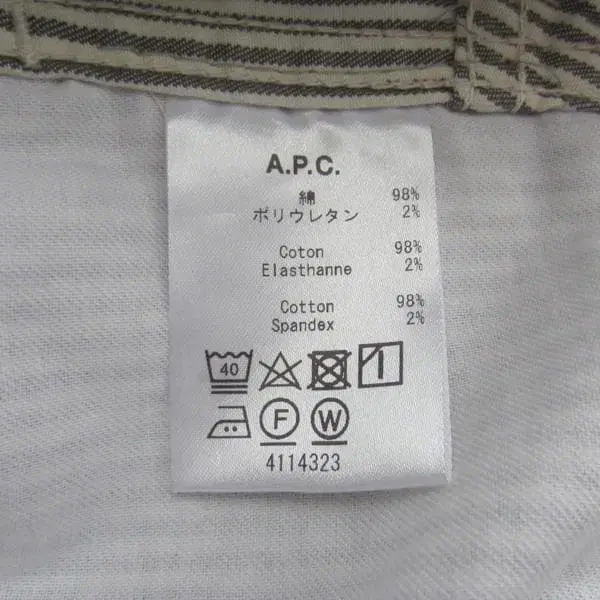 A.P.C.
綿 98%
ポリウレタン 2%
Coton 98%
Elasthanne 2%
Cotton 98%
Spandex 2%
40
F W
4114323